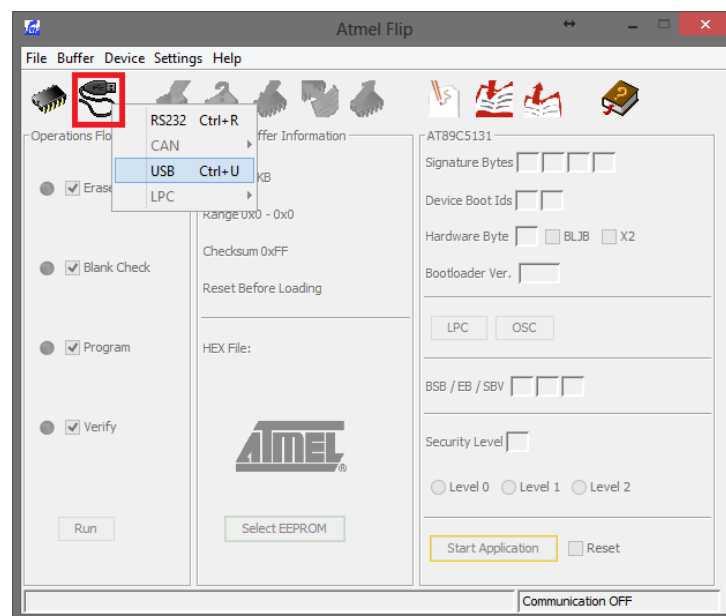 Atmel Flip
File Buffer Device Settings Help
RS232 Ctrl+R
CAN
USB Ctrl+U
LPC
Operations Flo
Erase
Blank Check
Program
Verify
Run
ffer Information
KB
Range 0x0 - 0x0
Checksum 0xFF
Reset Before Loading
HEX File:
ATMEL
®
Select EEPROM
AT89C5131
Signature Bytes
Device Boot Ids
Hardware Byte BLJB X2
Bootloader Ver.
LPC OSC
BSB / EB / SBV
Security Level
Level 0 Level 1 Level 2
Start Application Reset
Communication OFF